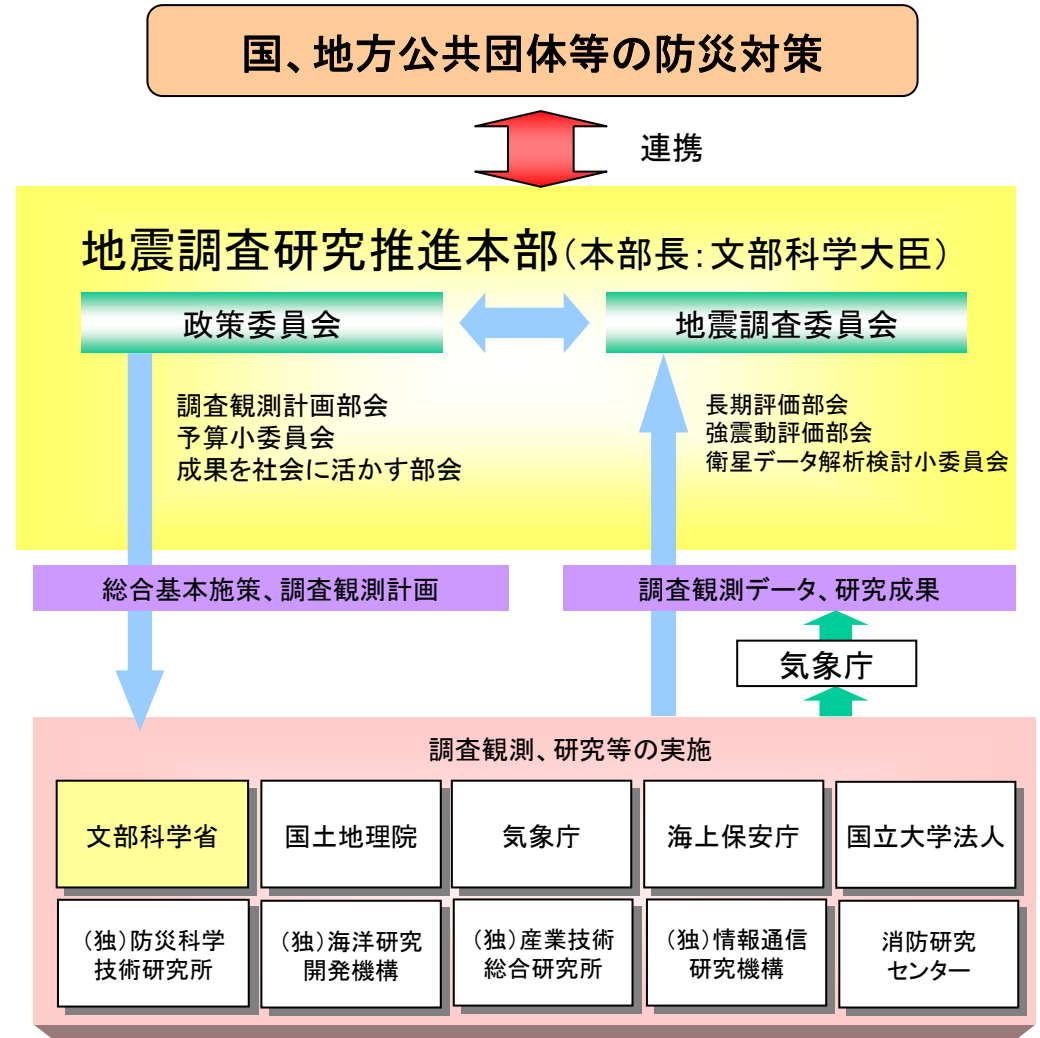 国、地方公共団体等の防災対策
連携
地震調査研究推進本部（本部長：文部科学大臣）
政策委員会
地震調査委員会
調査観測計画部会
予算小委員会
成果を社会に活かす部会
長期評価部会
強震動評価部会
衛星データ解析検討小委員会
総合基本施策、調査観測計画
調査観測データ、研究成果
気象庁
調査観測、研究等の実施
文部科学省
国土地理院
気象庁
海上保安庁
国立大学法人
（独）防災科学
技術研究所
（独）海洋研究
開発機構
（独）産業技術
総合研究所
（独）情報通信
研究機構
消防研究
センター